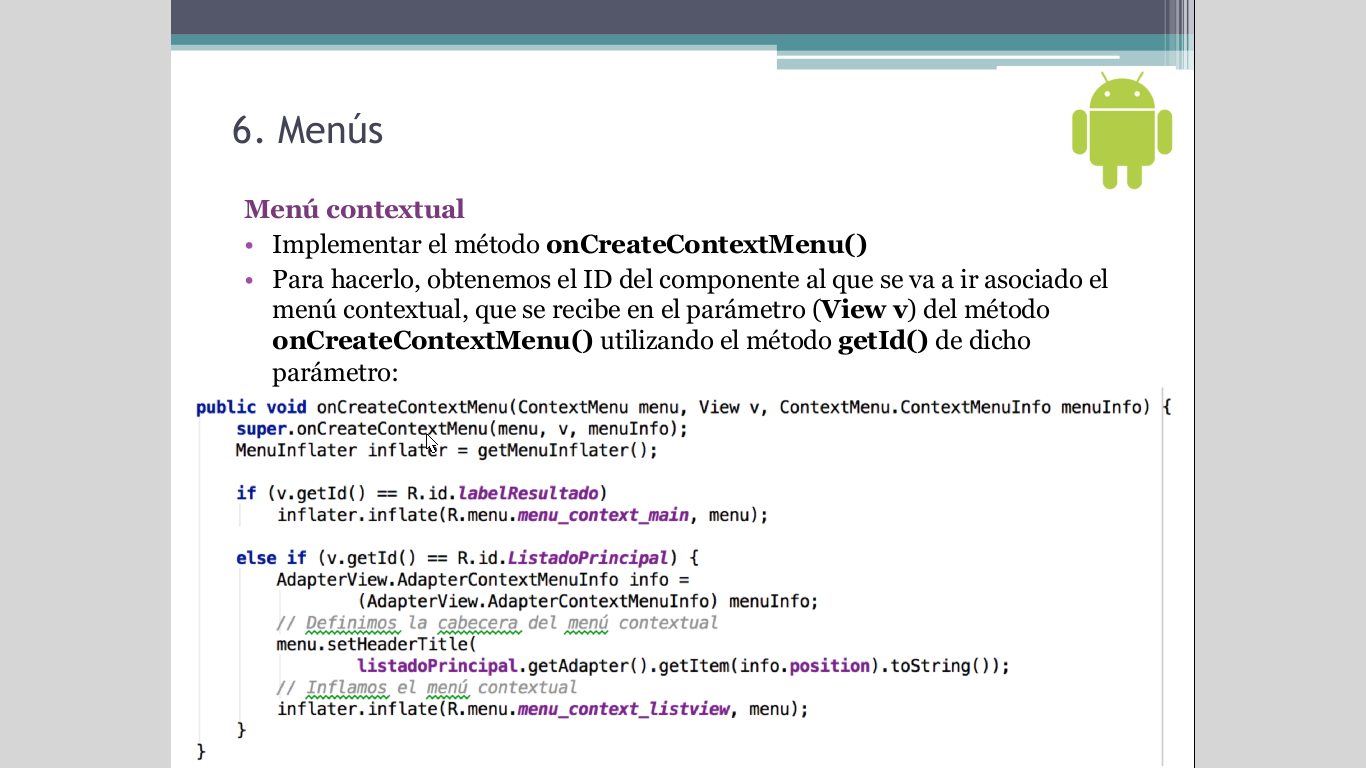 6. Menús
Menú contextual
• Implementar el método onCreateContextMenu()
• Para hacerlo, obtenemos el ID del componente al que se va a ir asociado el
menú contextual, que se recibe en el parámetro (View v) del método
onCreateContextMenu() utilizando el método getId() de dicho
parámetro:
public void onCreateContextMenu(ContextMenu menu, View v, ContextMenu.ContextMenuInfo menuInfo) {
    super.onCreateContextMenu(menu, v, menuInfo);
    MenuInflater inflater = getMenuInflater();
    if (v.getId() == R.id.labelResultado)
        inflater.inflate(R.menu.menu_context_main, menu);
    else if (v.getId() == R.id.ListadoPrincipal) {
        AdapterView.AdapterContextMenuInfo info =
                (AdapterView.AdapterContextMenuInfo) menuInfo;
        // Definimos la cabecera del menú contextual
        menu.setHeaderTitle(
                listadoPrincipal.getAdapter().getItem(info.position).toString());
        // Inflamos el menú contextual
        inflater.inflate(R.menu.menu_context_listview, menu);
    }
}